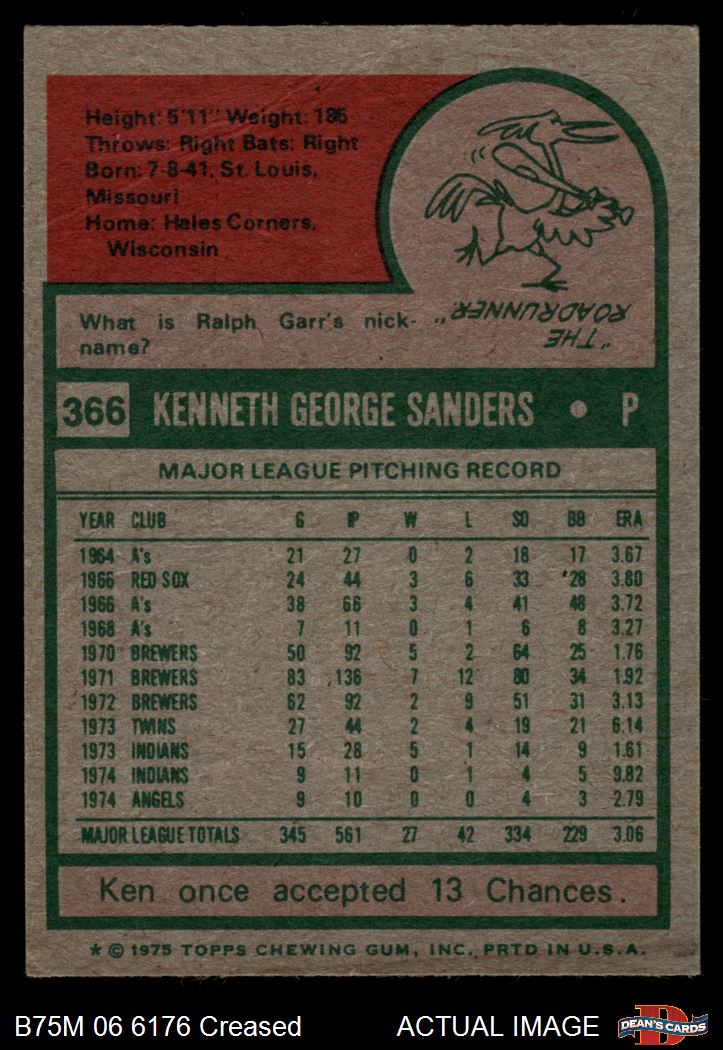 Height: 5'11" Weight: 185
Throws: Right Bats: Right
Born: 7-8-41, St. Louis,
Missouri
Home: Hales Corners,
Wisconsin
What is Ralph Garr's nick-
name?
"THE
ROADRUNNER."
366 KENNETH GEORGE SANDERS • P
MAJOR LEAGUE PITCHING RECORD
YEAR CLUB G IP W L SO BB ERA
1964 A's 21 27 0 2 18 17 3.67
1966 RED SOX 24 44 3 6 33 28 3.80
1966 A's 38 66 3 4 41 48 3.72
1968 A's 7 11 0 1 6 8 3.27
1970 BREWERS 50 92 5 2 64 25 1.76
1971 BREWERS 83 136 7 12 80 34 1.92
1972 BREWERS 62 92 2 9 51 31 3.13
1973 TWINS 27 44 2 4 19 21 6.14
1973 INDIANS 15 28 5 1 14 9 1.61
1974 INDIANS 9 11 0 1 4 5 9.82
1974 ANGELS 9 10 0 0 4 3 2.79
MAJOR LEAGUE TOTALS 345 561 27 42 334 229 3.06
Ken once accepted 13 Chances.
* © 1975 TOPPS CHEWING GUM, INC. PRTD IN U.S.A.
B75M 06 6176 Creased ACTUAL IMAGE D DEAN'S CARDS